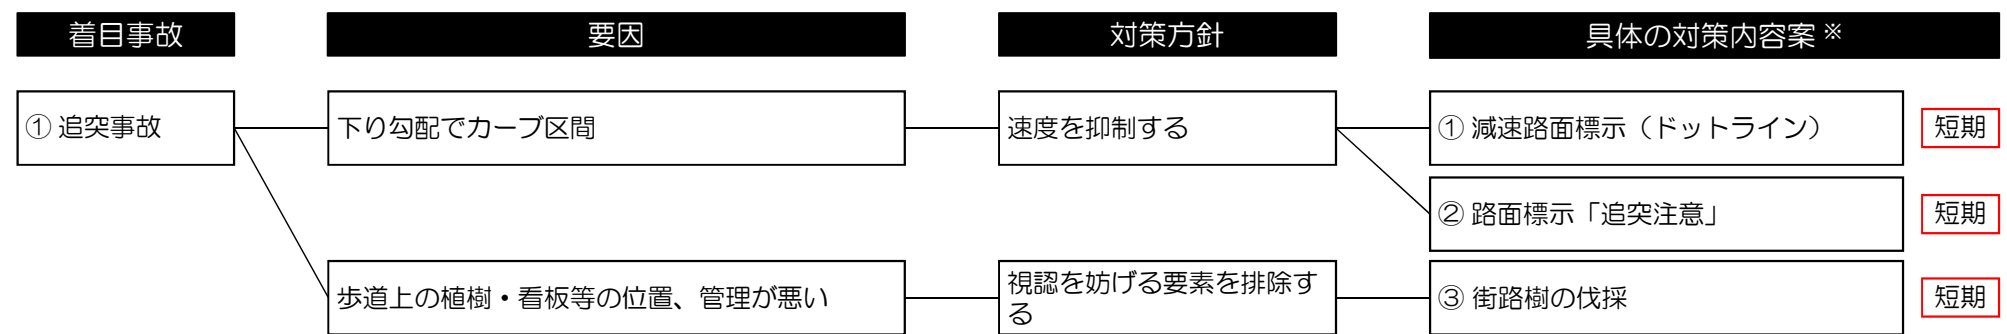 着目事故
要因
対策方針
具体の対策内容案※
① 追突事故
下り勾配でカーブ区間
速度を抑制する
① 減速路面標示（ドットライン）
短期
② 路面標示「追突注意」
短期
歩道上の植樹・看板等の位置、管理が悪い
視認を妨げる要素を排除す
る
③ 街路樹の伐採
短期